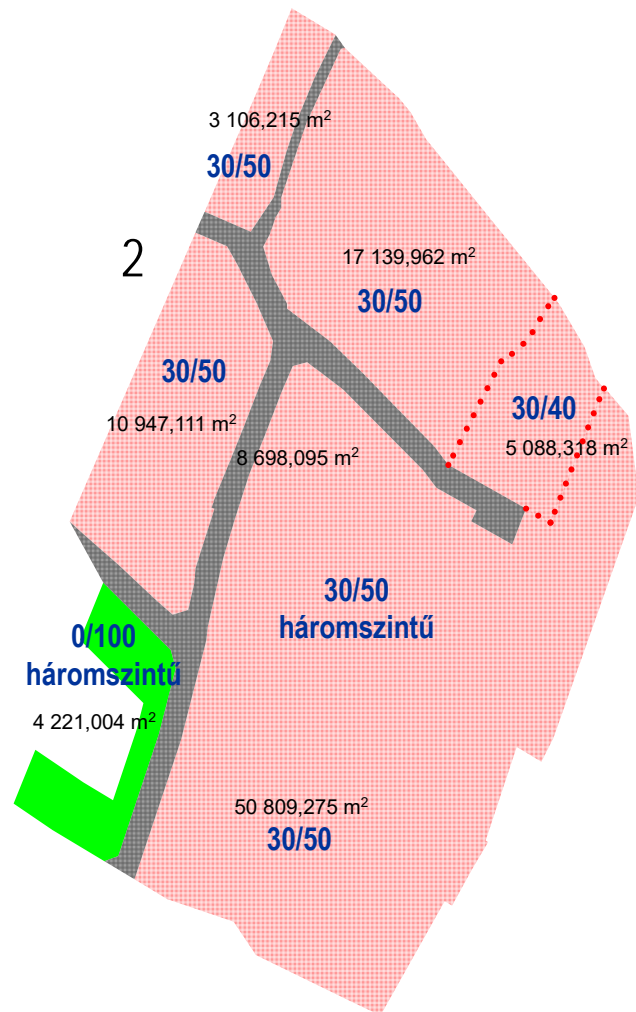 3 106,215 m²
30/50
2
17 139,962 m²
30/50
30/50
10 947,111 m²
30/40
5 088,318 m²
8 698,095 m²
30/50
háromszintű
0/100
háromszintű
4 221,004 m²
50 809,275 m²
30/50